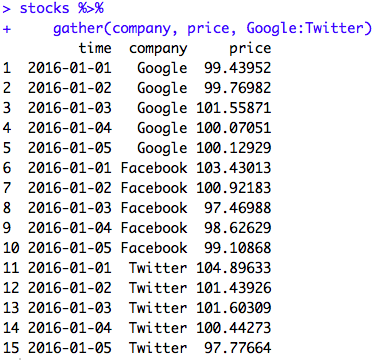 > stocks %>%
+     gather(company, price, Google:Twitter)
         time  company     price
1  2016-01-01   Google  99.43952
2  2016-01-02   Google  99.76982
3  2016-01-03   Google 101.55871
4  2016-01-04   Google 100.07051
5  2016-01-05   Google 100.12929
6  2016-01-01 Facebook 103.43013
7  2016-01-02 Facebook 100.92183
8  2016-01-03 Facebook  97.46988
9  2016-01-04 Facebook  98.62629
10 2016-01-05 Facebook  99.10868
11 2016-01-01  Twitter 104.89633
12 2016-01-02  Twitter 101.43926
13 2016-01-03  Twitter 101.60309
14 2016-01-04  Twitter 100.44273
15 2016-01-05  Twitter  97.77664